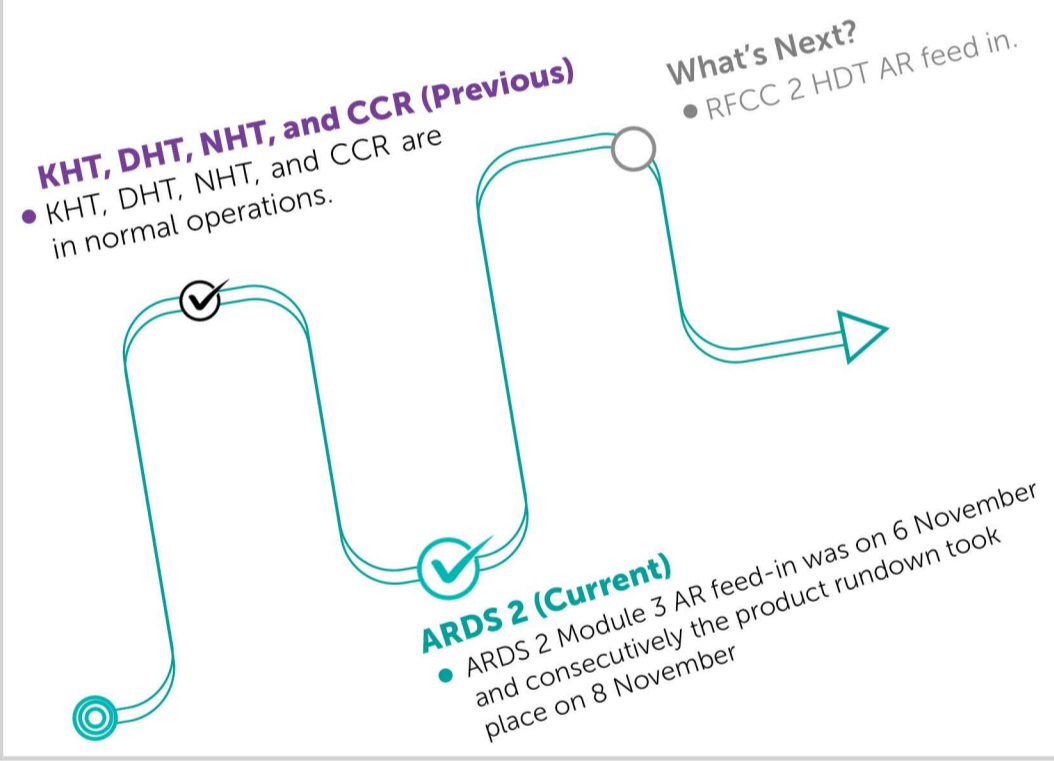 KHT, DHT, NHT, and CCR (Previous)
• KHT, DHT, NHT, and CCR are
in normal operations.
What's Next?
• RFCC 2 HDT AR feed in.
ARDS 2 (Current)
• ARDS 2 Module 3 AR feed-in was on 6 November
and consecutively the product rundown took
place on 8 November